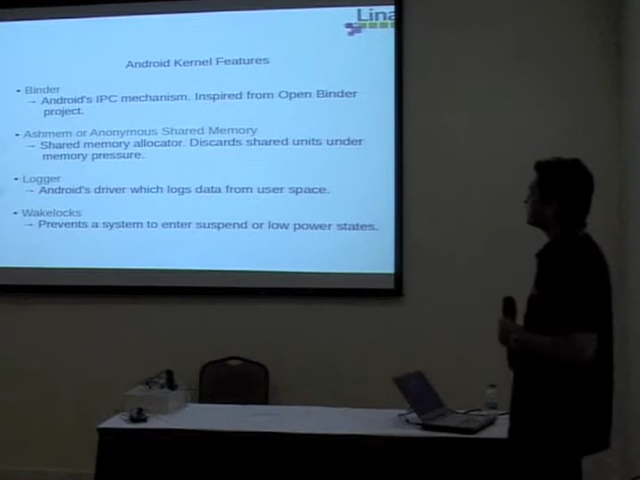 Lina
Android Kernel Features
• Binder
→ Android's IPC mechanism. Inspired from Open Binder
project.
• Ashmem or Anonymous Shared Memory
→ Shared memory allocator. Discards shared units under
memory pressure.
• Logger
→ Android's driver which logs data from user space.
• Wakelocks
→ Prevents a system to enter suspend or low power states.